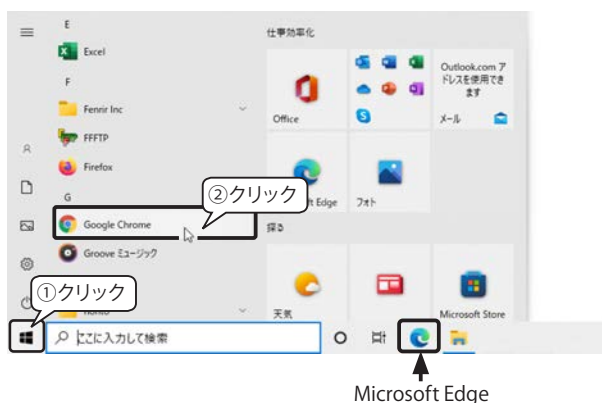 E
仕事効率化
Excel
F
Fenrir Inc
Office
Outlook.com ア
ドレスを使用でき
ます
メール
FFFTP
Firefox
G
②クリック
ft Edge
フォト
Google Chrome
探る
Groove ミュージック
①クリック
天気
Microsoft Store
ここに入力して検索
Microsoft Edge